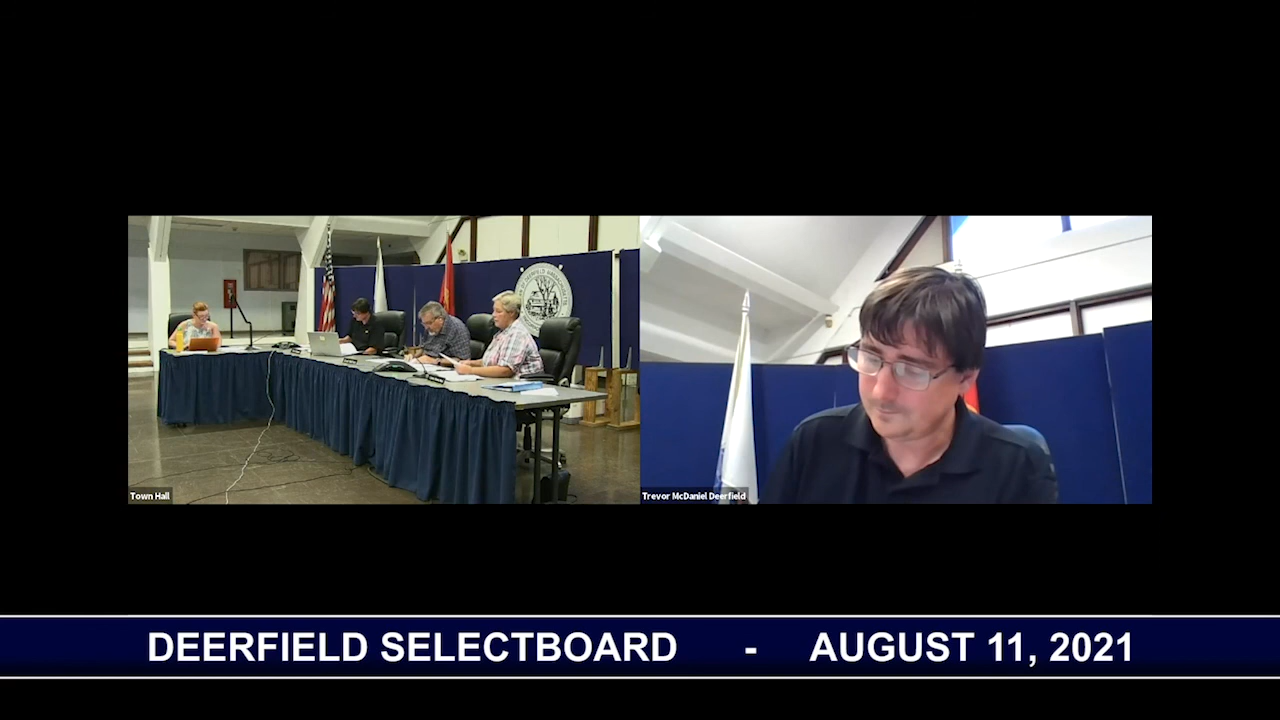 Town Hall
Trevor McDaniel Deerfield
DEERFIELD SELECTBOARD - AUGUST 11, 2021